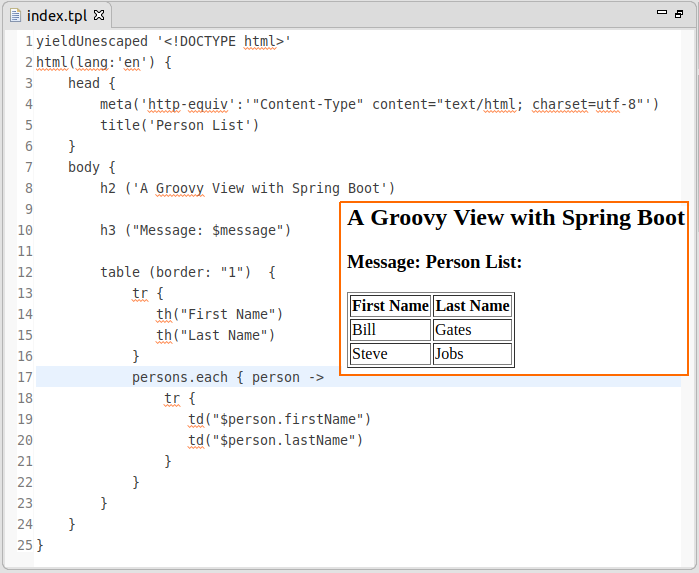 index.tpl
1 yieldUnescaped '<!DOCTYPE html>'
2 html(lang:'en') {
3     head {
4         meta('http-equiv':'"Content-Type" content="text/html; charset=utf-8"')
5         title('Person List')
6     }
7     body {
8         h2 ('A Groovy View with Spring Boot')
9
10         h3 ("Message: $message")
11
12         table (border: "1")  {
13             tr {
14                th("First Name")
15                th("Last Name")
16             }
17             persons.each { person ->
18                 tr {
19                    td("$person.firstName")
20                    td("$person.lastName")
21                 }
22             }
23         }
24     }
25 }
A Groovy View with Spring Boot
Message: Person List:
First Name Last Name
Bill Gates
Steve Jobs